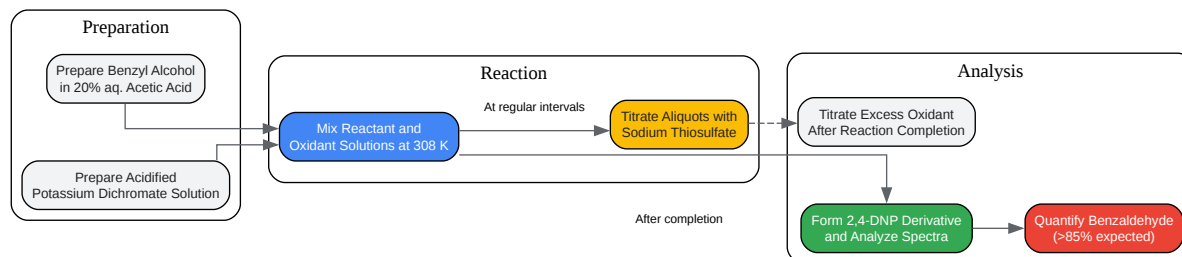 Preparation
Prepare Benzyl Alcohol
in 20% aq. Acetic Acid
Prepare Acidified
Potassium Dichromate Solution
Reaction
Mix Reactant and
Oxidant Solutions at 308 K
At regular intervals
Titrate Aliquots with
Sodium Thiosulfate
After completion
Analysis
Titrate Excess Oxidant
After Reaction Completion
Form 2,4-DNP Derivative
and Analyze Spectra
Quantify Benzaldehyde
(>85% expected)